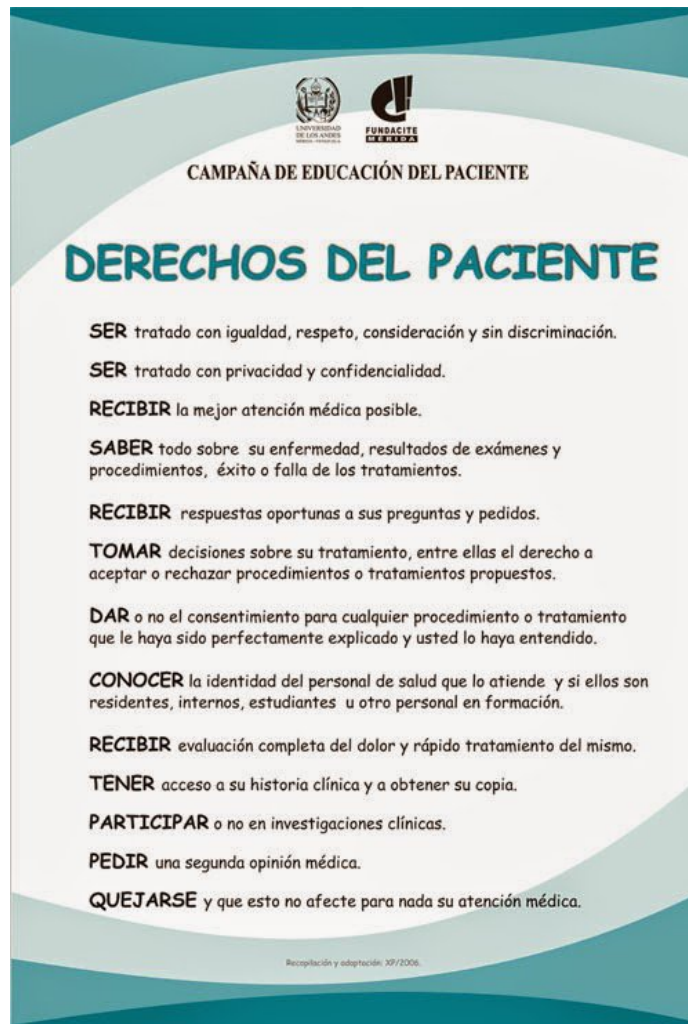 UNIVERSIDAD
DE LOS ANDES
MÉRIDA - VENEZUELA
FUNDACITE
MÉRIDA
CAMPAÑA DE EDUCACIÓN DEL PACIENTE
DERECHOS DEL PACIENTE
SER tratado con igualdad, respeto, consideración y sin discriminación.
SER tratado con privacidad y confidencialidad.
RECIBIR la mejor atención médica posible.
SABER todo sobre su enfermedad, resultados de exámenes y
procedimientos, éxito o falla de los tratamientos.
RECIBIR respuestas oportunas a sus preguntas y pedidos.
TOMAR decisiones sobre su tratamiento, entre ellas el derecho a
aceptar o rechazar procedimientos o tratamientos propuestos.
DAR o no el consentimiento para cualquier procedimiento o tratamiento
que le haya sido perfectamente explicado y usted lo haya entendido.
CONOCER la identidad del personal de salud que lo atiende y si ellos son
residentes, internos, estudiantes u otro personal en formación.
RECIBIR evaluación completa del dolor y rápido tratamiento del mismo.
TENER acceso a su historia clínica y a obtener su copia.
PARTICIPAR o no en investigaciones clínicas.
PEDIR una segunda opinión médica.
QUEJARSE y que esto no afecte para nada su atención médica.
Recopilación y adaptación: XP/2006.